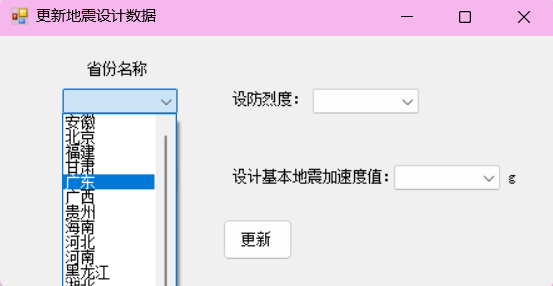 更新地震设计数据
省份名称
设防烈度：
安徽
北京
福建
甘肃
广东
设计基本地震加速度值： g
广西
贵州
海南
河北
更新
河南
黑龙江